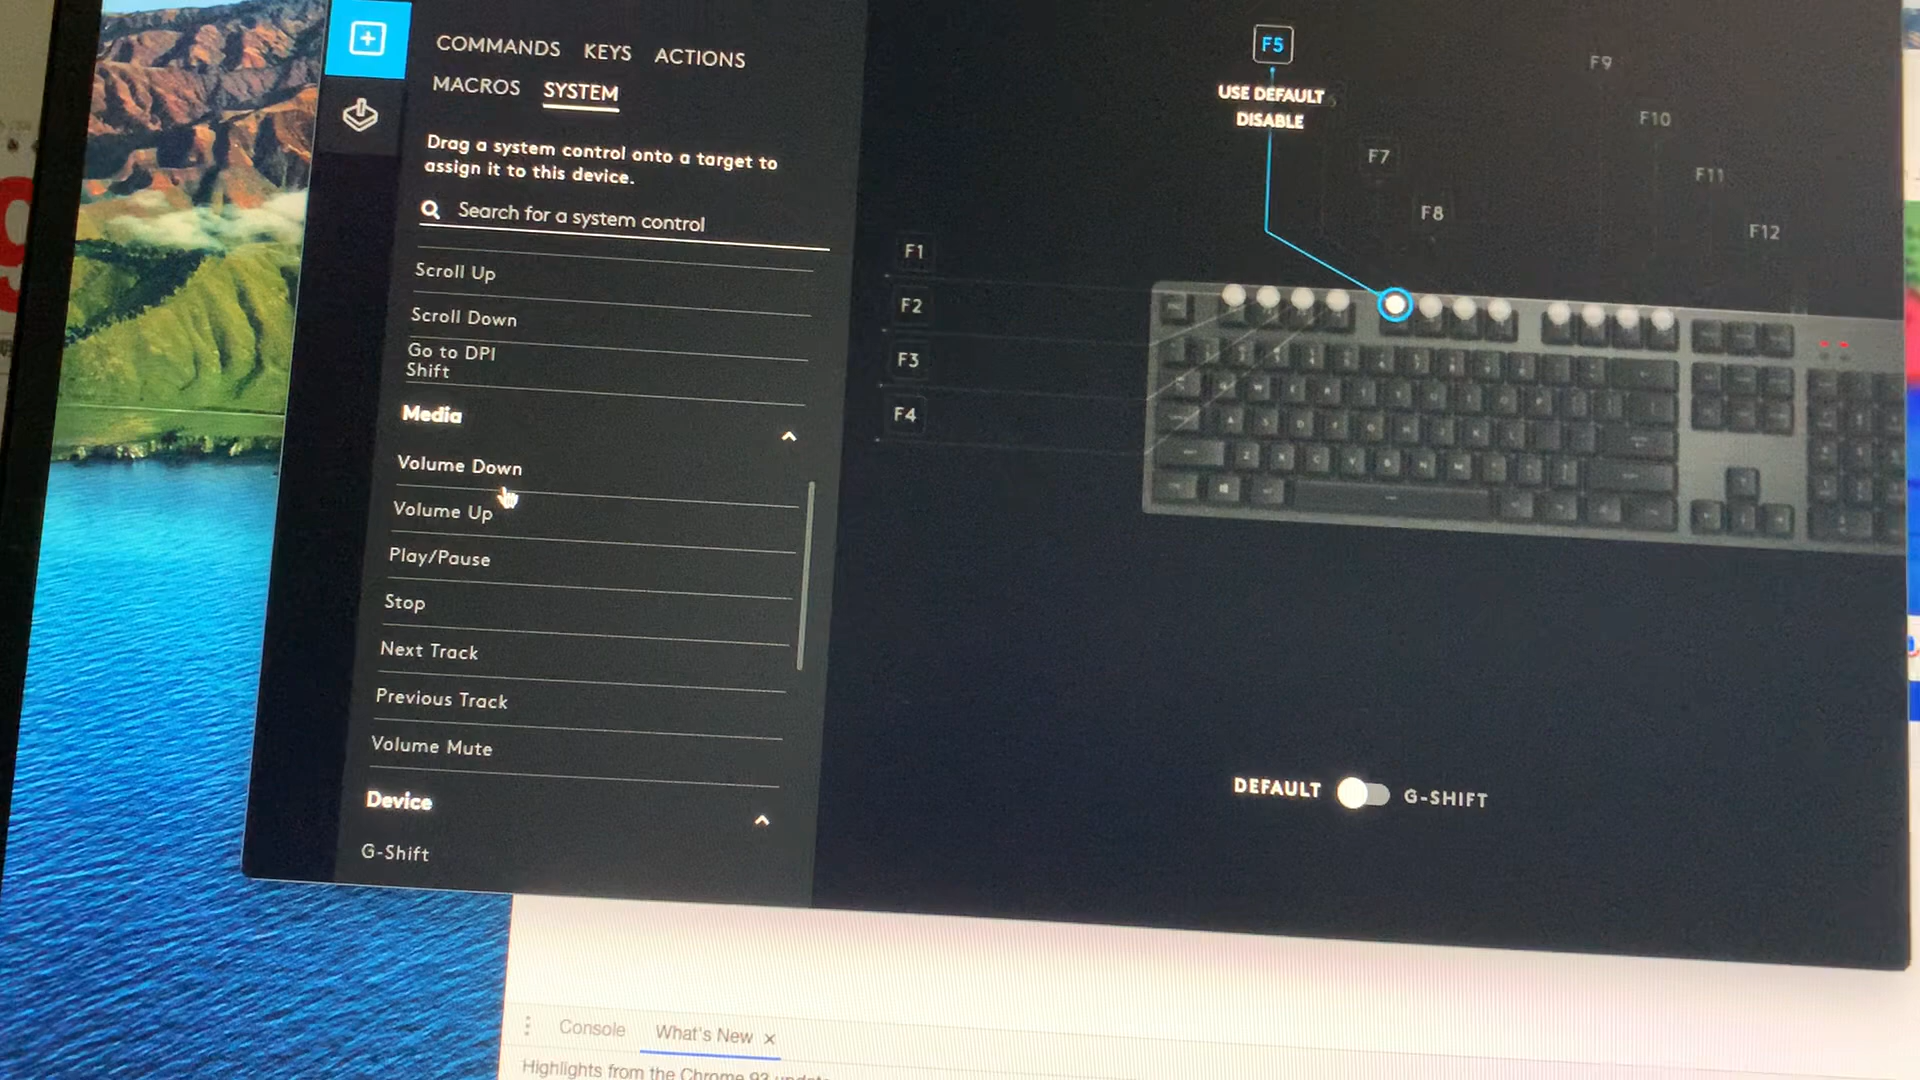 COMMANDS KEYS ACTIONS
MACROS SYSTEM
Drag a system control onto a target to
assign it to this device.
Search for a system control
Scroll Up
Scroll Down
Go to DPI
Shift
Media
Volume Down
Volume Up
Play/Pause
Stop
Next Track
Previous Track
Volume Mute
Device
G-Shift
F5
USE DEFAULT
DISABLE
F7
F8
F9
F10
F11
F12
F1
F2
F3
F4
DEFAULT G-SHIFT
Console What's New ×
Highlights from the Chrome 93